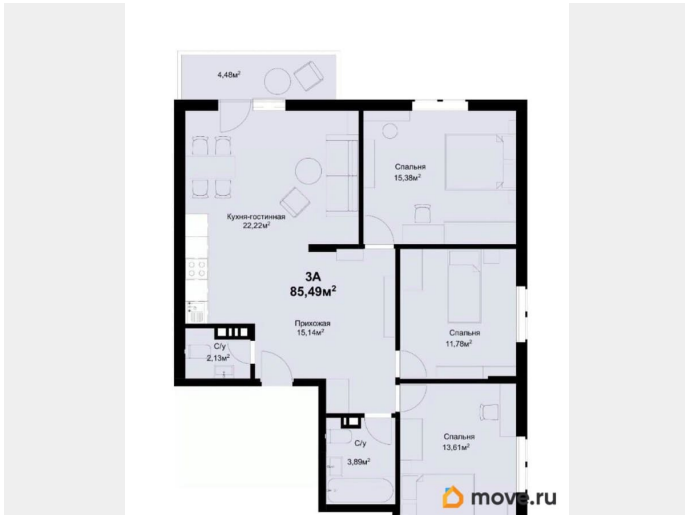 4,48м²
Спальня
15,38м²
Кухня-гостинная
22,22м²
3А
85,49м²
Прихожая
15,14м²
Спальня
11,78м²
С/у
2,13м²
С/у
3,89м²
Спальня
13,61м²
move.ru